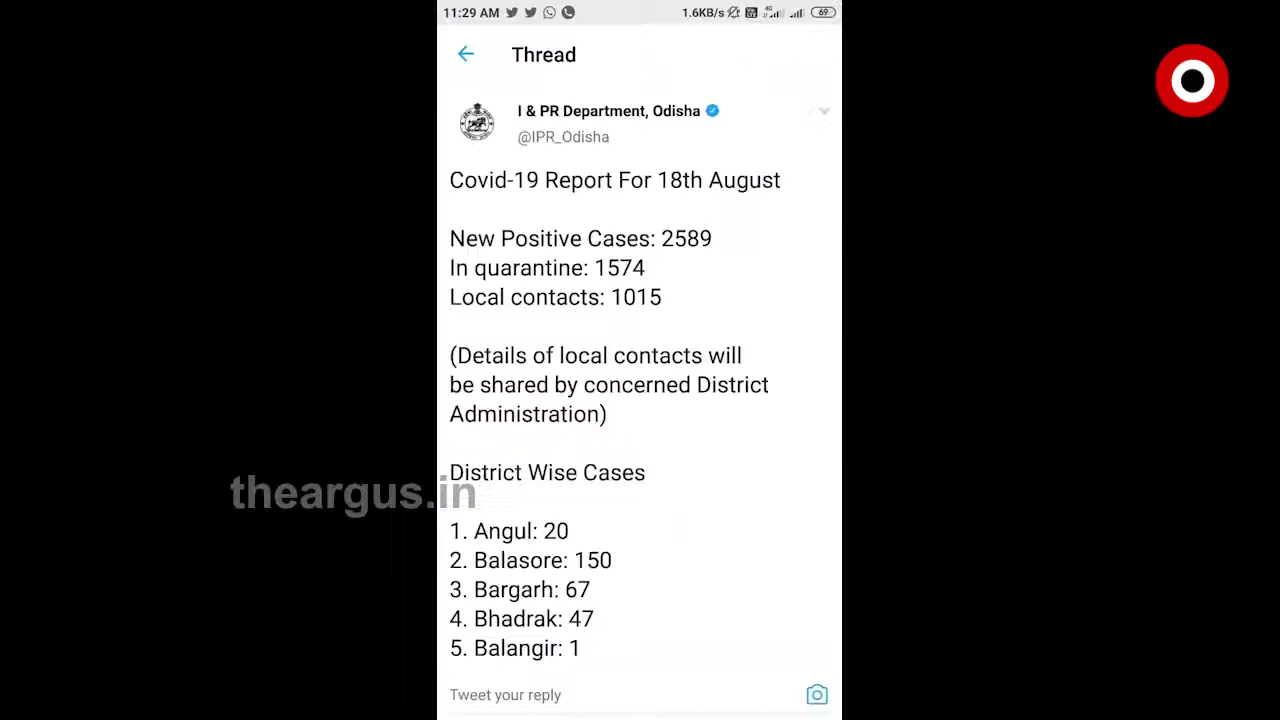 11:29 AM
1.6KB/s
4G
69
Thread
I & PR Department, Odisha
@IPR_Odisha
Covid-19 Report For 18th August
New Positive Cases: 2589
In quarantine: 1574
Local contacts: 1015
(Details of local contacts will
be shared by concerned District
Administration)
District Wise Cases
theargus.in
1. Angul: 20
2. Balasore: 150
3. Bargarh: 67
4. Bhadrak: 47
5. Balangir: 1
Tweet your reply